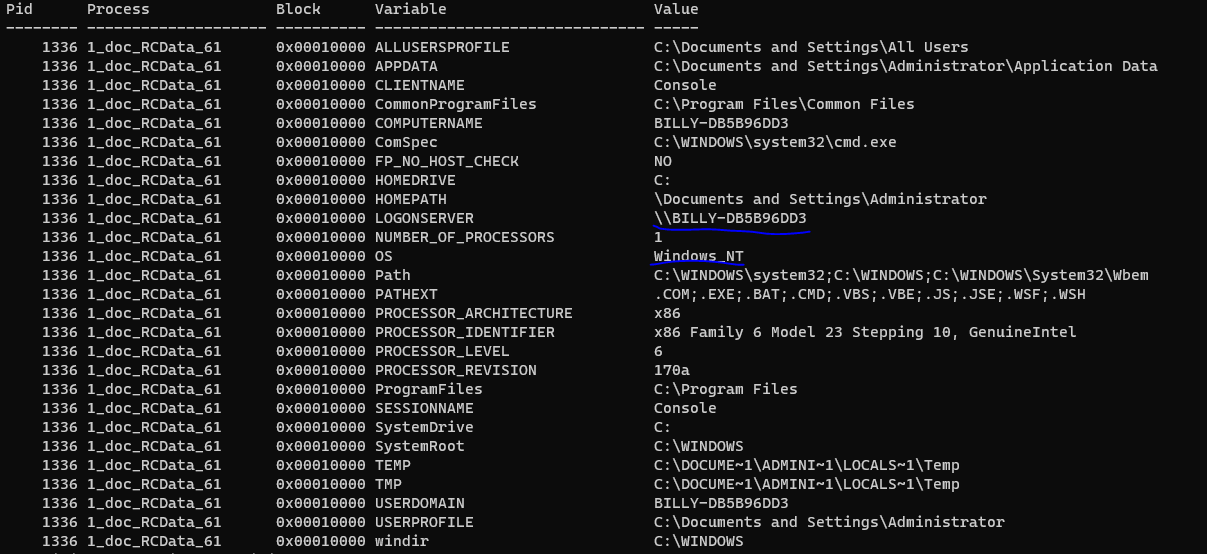 Pid      Process              Block      Variable                       Value
-------- -------------------- ---------- ------------------------------ -----
    1336 1_doc_RCData_61      0x00010000 ALLUSERSPROFILE                C:\Documents and Settings\All Users
    1336 1_doc_RCData_61      0x00010000 APPDATA                        C:\Documents and Settings\Administrator\Application Data
    1336 1_doc_RCData_61      0x00010000 CLIENTNAME                     Console
    1336 1_doc_RCData_61      0x00010000 CommonProgramFiles             C:\Program Files\Common Files
    1336 1_doc_RCData_61      0x00010000 COMPUTERNAME                   BILLY-DB5B96DD3
    1336 1_doc_RCData_61      0x00010000 ComSpec                        C:\WINDOWS\system32\cmd.exe
    1336 1_doc_RCData_61      0x00010000 FP_NO_HOST_CHECK               NO
    1336 1_doc_RCData_61      0x00010000 HOMEDRIVE                      C:
    1336 1_doc_RCData_61      0x00010000 HOMEPATH                       \Documents and Settings\Administrator
    1336 1_doc_RCData_61      0x00010000 LOGONSERVER                    \\BILLY-DB5B96DD3
    1336 1_doc_RCData_61      0x00010000 NUMBER_OF_PROCESSORS           1
    1336 1_doc_RCData_61      0x00010000 OS                             Windows_NT
    1336 1_doc_RCData_61      0x00010000 Path                           C:\WINDOWS\system32;C:\WINDOWS;C:\WINDOWS\System32\Wbem
    1336 1_doc_RCData_61      0x00010000 PATHEXT                        .COM;.EXE;.BAT;.CMD;.VBS;.VBE;.JS;.JSE;.WSF;.WSH
    1336 1_doc_RCData_61      0x00010000 PROCESSOR_ARCHITECTURE         x86
    1336 1_doc_RCData_61      0x00010000 PROCESSOR_IDENTIFIER           x86 Family 6 Model 23 Stepping 10, GenuineIntel
    1336 1_doc_RCData_61      0x00010000 PROCESSOR_LEVEL                6
    1336 1_doc_RCData_61      0x00010000 PROCESSOR_REVISION             170a
    1336 1_doc_RCData_61      0x00010000 ProgramFiles                   C:\Program Files
    1336 1_doc_RCData_61      0x00010000 SESSIONNAME                    Console
    1336 1_doc_RCData_61      0x00010000 SystemDrive                    C:
    1336 1_doc_RCData_61      0x00010000 SystemRoot                     C:\WINDOWS
    1336 1_doc_RCData_61      0x00010000 TEMP                           C:\DOCUME~1\ADMINI~1\LOCALS~1\Temp
    1336 1_doc_RCData_61      0x00010000 TMP                            C:\DOCUME~1\ADMINI~1\LOCALS~1\Temp
    1336 1_doc_RCData_61      0x00010000 USERDOMAIN                     BILLY-DB5B96DD3
    1336 1_doc_RCData_61      0x00010000 USERPROFILE                    C:\Documents and Settings\Administrator
    1336 1_doc_RCData_61      0x00010000 windir                         C:\WINDOWS